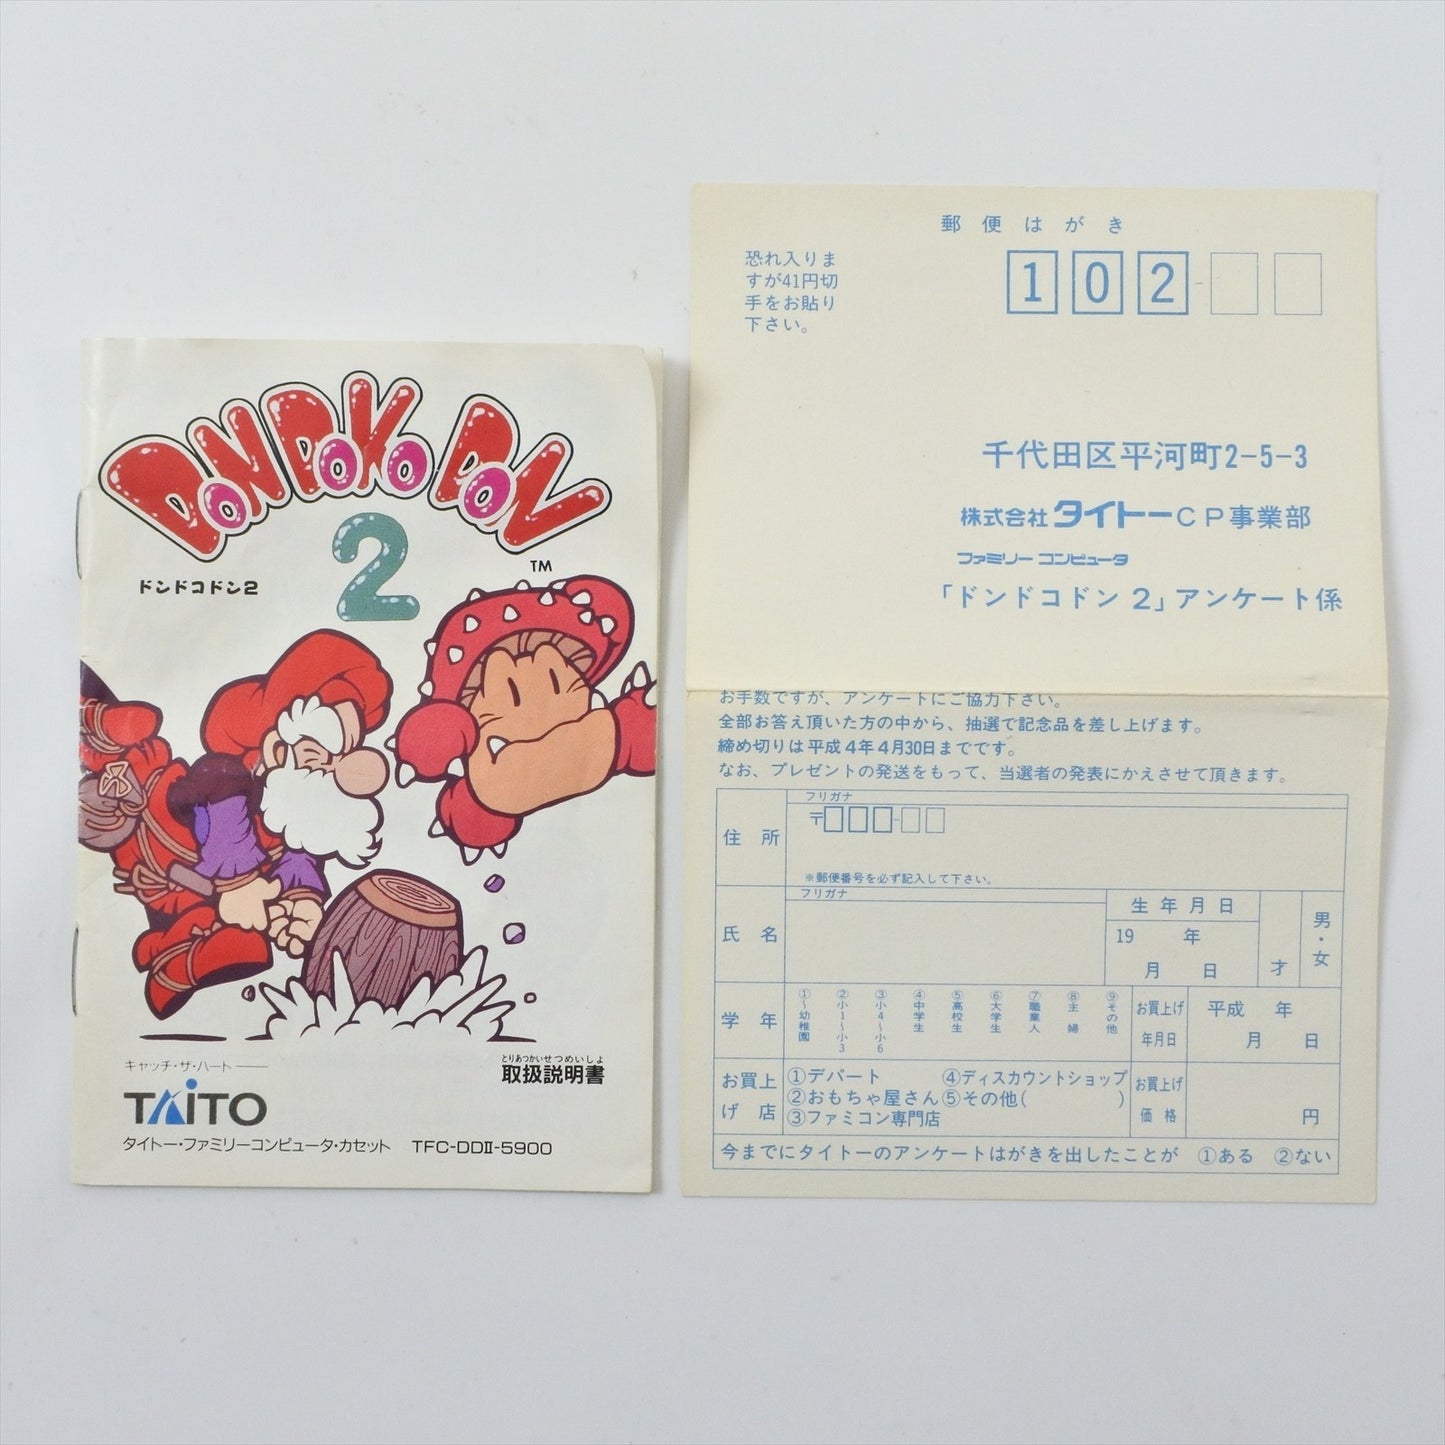 DON DOKO DON
2
TM
ドンドコドン2
キャッチ・ザ・ハート
とりあつかいせつめいしょ
取扱説明書
TAITO
タイトー・ファミリーコンピュータ・カセット TFC-DDII-5900
郵便はがき
恐れ入りま
すが41円切
手をお貼り
下さい。
102-
千代田区平河町2-5-3
株式会社タイトーCP事業部
ファミリーコンピュータ
「ドンドコドン2」アンケート係
お手数ですが、アンケートにご協力下さい。
全部お答え頂いた方の中から、抽選で記念品を差し上げます。
締め切りは平成4年4月30日までです。
なお、プレゼントの発送をもって、当選者の発表にかえさせて頂きます。
住所
フリガナ
〒
※郵便番号を必ず記入して下さい。
氏名
フリガナ
生年月日
19 年
月 日
才
男・女
学年
①〜幼稚園
②小1〜小3
③小4〜小6
④中学生
⑤高校生
⑥大学生
⑦職業人
⑧主婦
⑨その他
お買上げ
年月日
平成 年
月 日
お買上
げ店
①デパート ④ディスカウントショップ
②おもちゃ屋さん ⑤その他( )
③ファミコン専門店
お買上げ
価格
円
今までにタイトーのアンケートはがきを出したことが ①ある ②ない